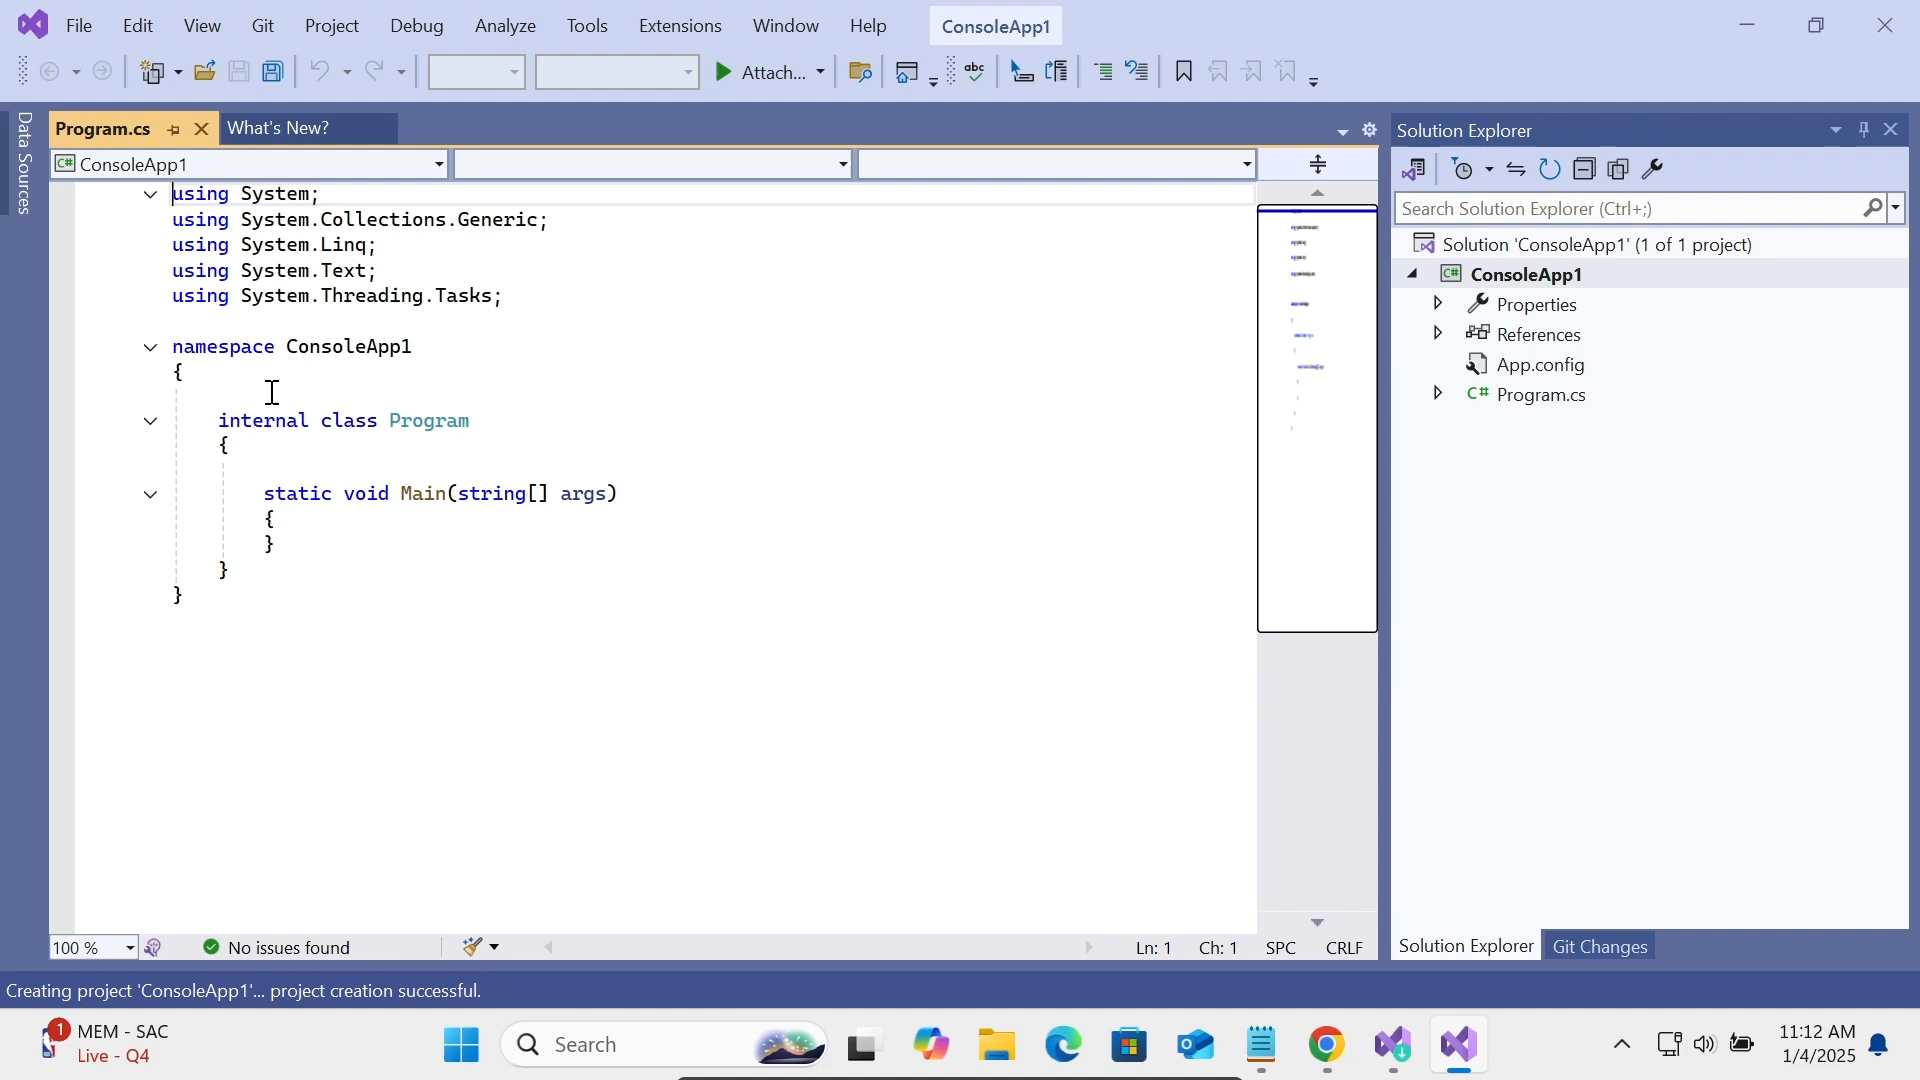 File Edit View Git Project Debug Analyze Tools Extensions Window Help ConsoleApp1
Attach... abc
Data Sources
Program.cs What's New?
C# ConsoleApp1
using System;
using System.Collections.Generic;
using System.Linq;
using System.Text;
using System.Threading.Tasks;
namespace ConsoleApp1
{
internal class Program
{
static void Main(string[] args)
{
}
}
}
100 % No issues found Ln: 1 Ch: 1 SPC CRLF
Solution Explorer
Search Solution Explorer (Ctrl+;)
Solution 'ConsoleApp1' (1 of 1 project)
C# ConsoleApp1
Properties
References
App.config
C# Program.cs
Solution Explorer Git Changes
Creating project 'ConsoleApp1'... project creation successful.
1 MEM - SAC
Live - Q4
Search
11:12 AM
1/4/2025